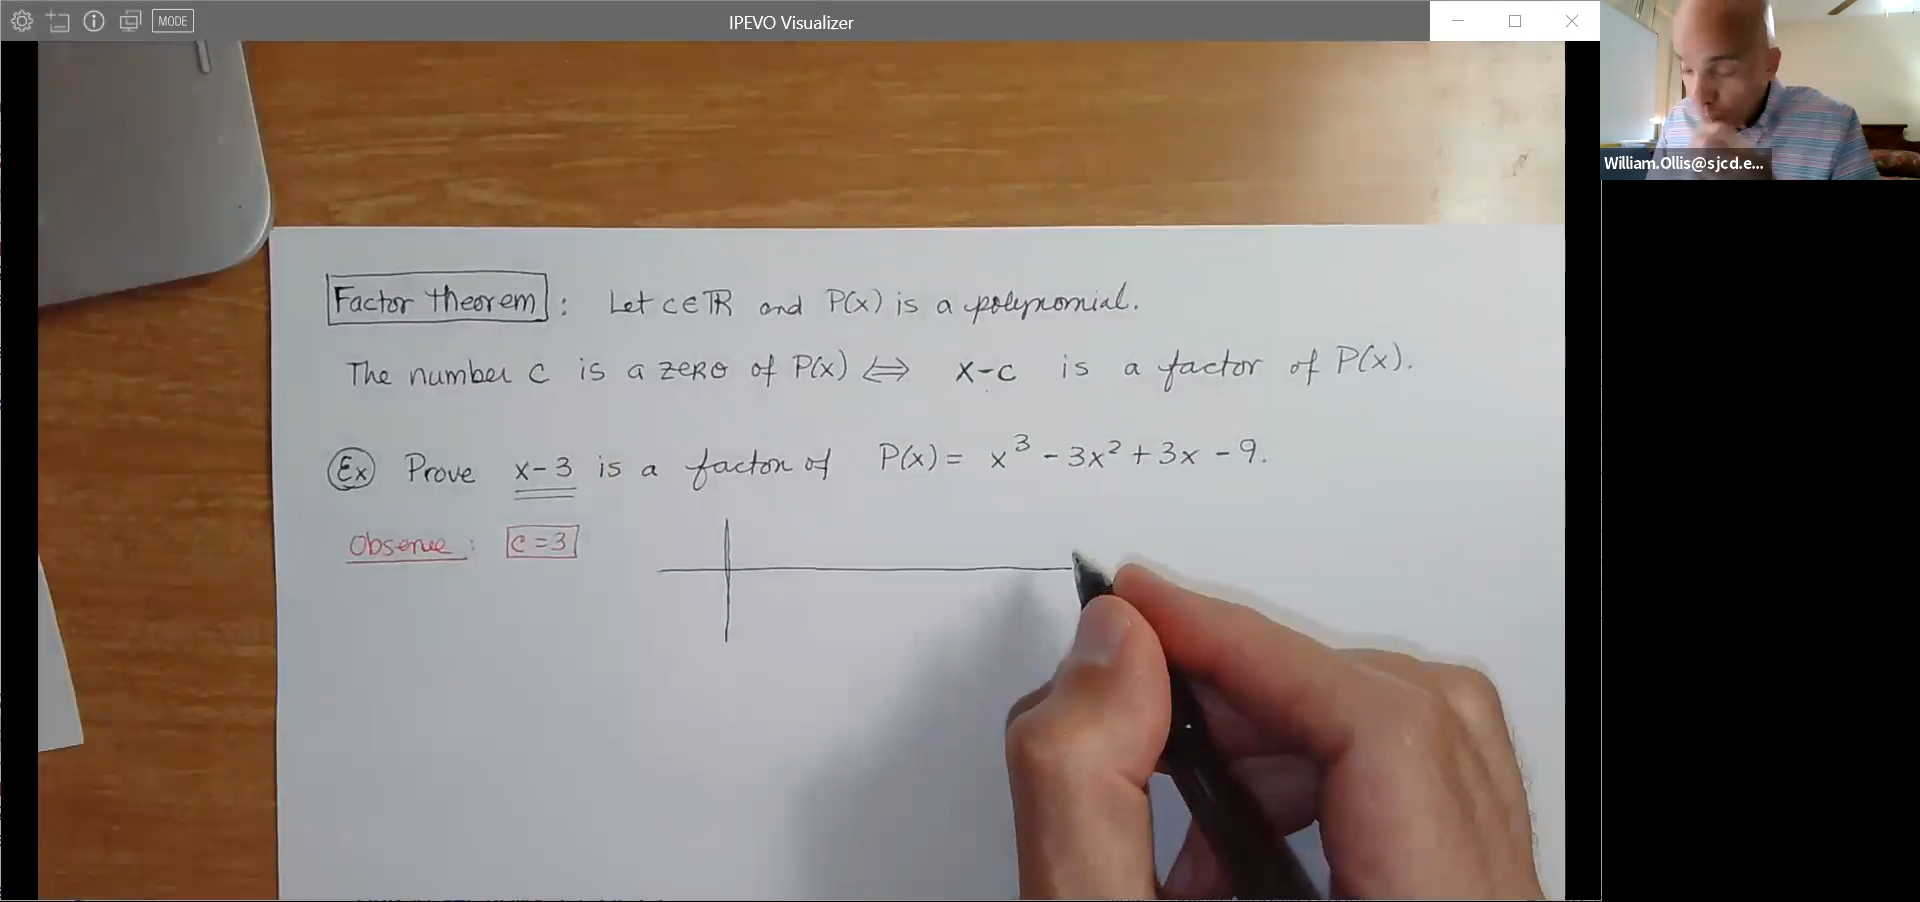 MODE
IPEVO Visualizer
William.Ollis@sjcd.e...
Factor Theorem : Let c∈ℝ and P(x) is a polynomial.
The number c is a zero of P(x) ⟺ x-c is a factor of P(x).
Ex Prove x-3 is a factor of P(x) = x³ - 3x² + 3x - 9.
Observe : c = 3